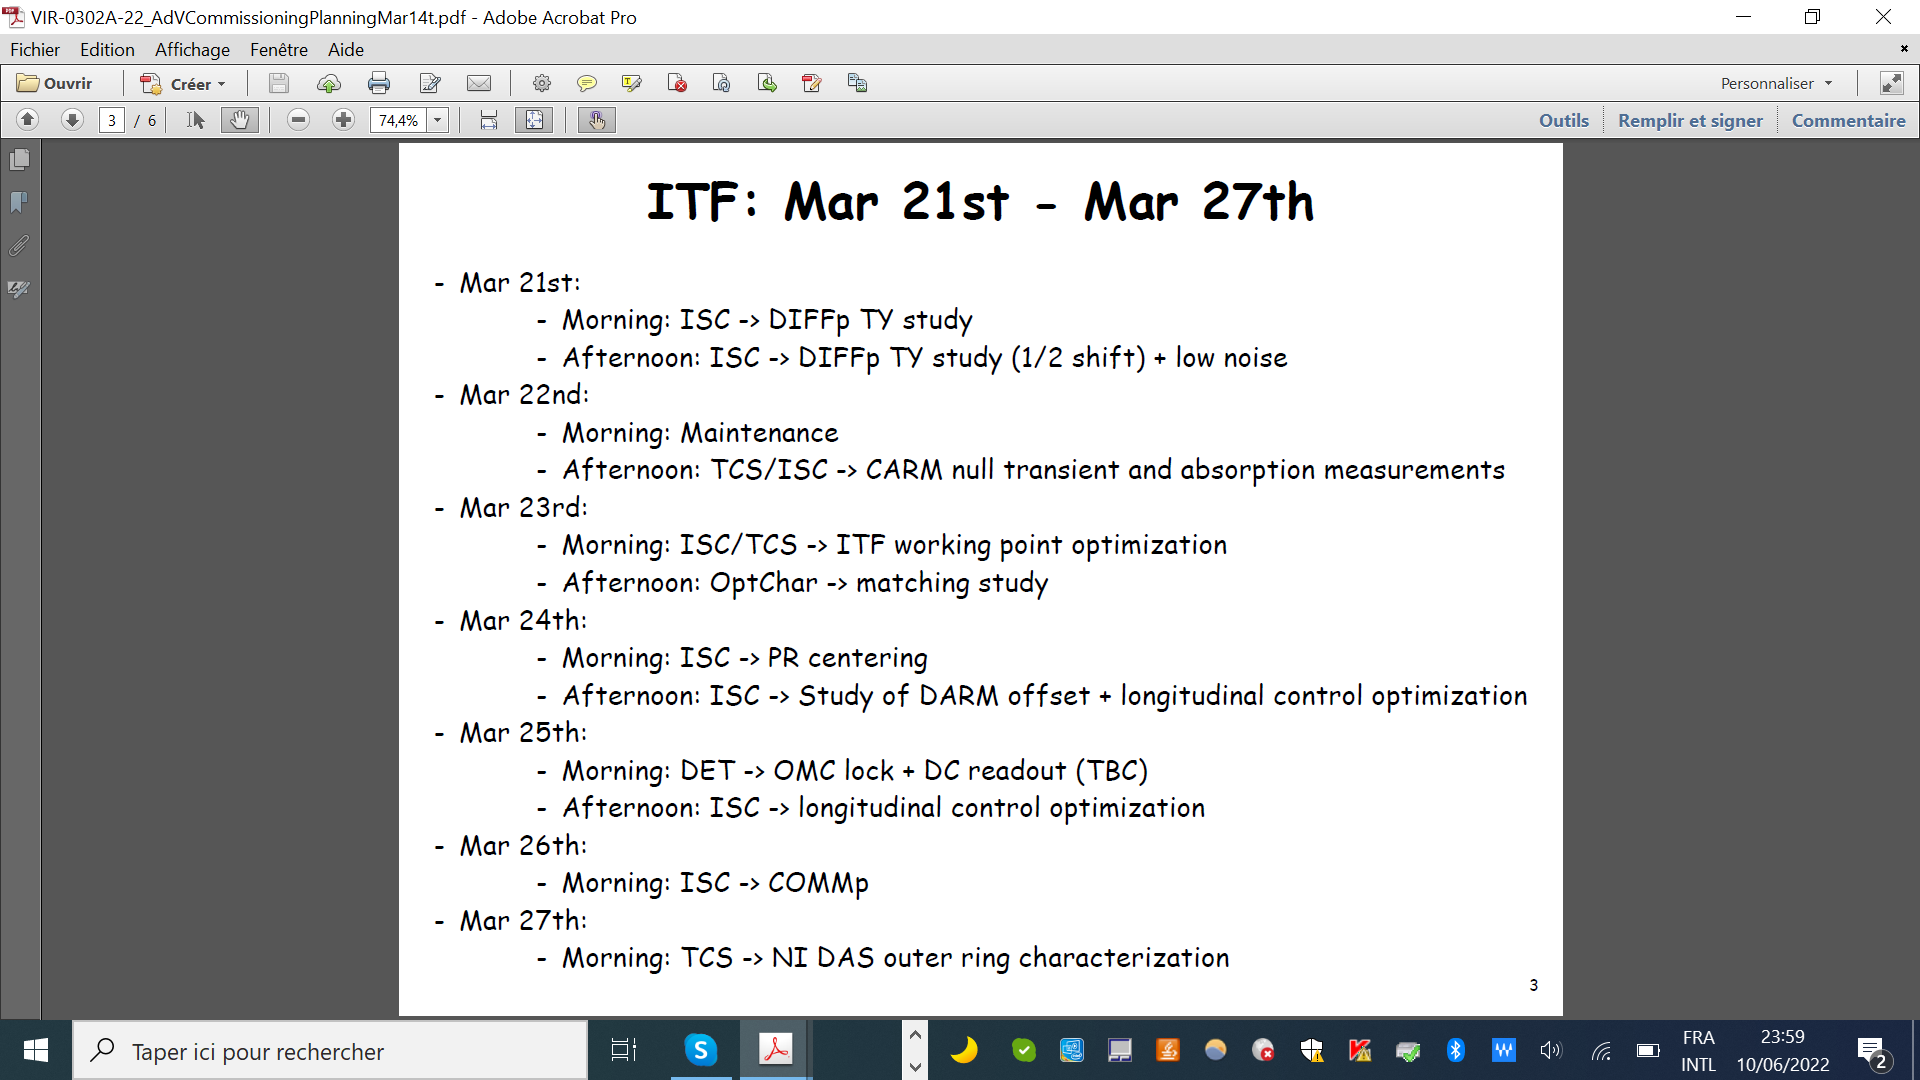 VIR-0302A-22_AdVCommissioningPlanningMar14t.pdf - Adobe Acrobat Pro
Fichier Edition Affichage Fenêtre Aide
Ouvrir Créer Personnaliser
3 / 6 74,4% Outils Remplir et signer Commentaire
ITF: Mar 21st - Mar 27th
- Mar 21st:
- Morning: ISC -> DIFFp TY study
- Afternoon: ISC -> DIFFp TY study (1/2 shift) + low noise
- Mar 22nd:
- Morning: Maintenance
- Afternoon: TCS/ISC -> CARM null transient and absorption measurements
- Mar 23rd:
- Morning: ISC/TCS -> ITF working point optimization
- Afternoon: OptChar -> matching study
- Mar 24th:
- Morning: ISC -> PR centering
- Afternoon: ISC -> Study of DARM offset + longitudinal control optimization
- Mar 25th:
- Morning: DET -> OMC lock + DC readout (TBC)
- Afternoon: ISC -> longitudinal control optimization
- Mar 26th:
- Morning: ISC -> COMMp
- Mar 27th:
- Morning: TCS -> NI DAS outer ring characterization
3
Taper ici pour rechercher
FRA 23:59
INTL 10/06/2022
2